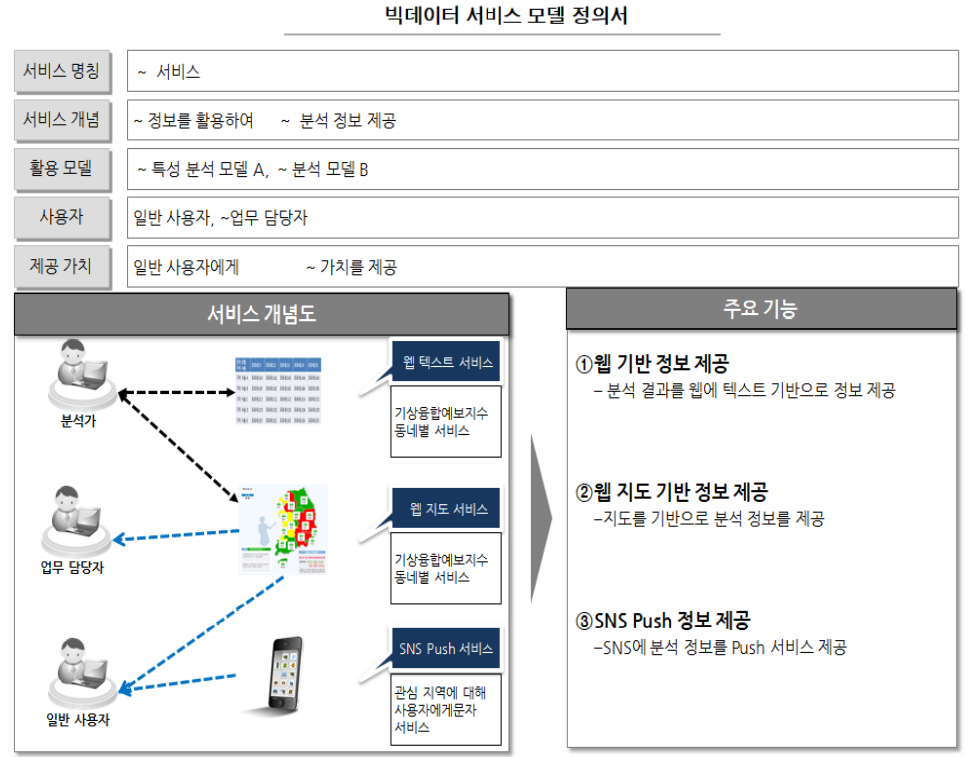 빅데이터 서비스 모델 정의서
서비스 명칭
~ 서비스
서비스 개념
~ 정보를 활용하여 ~ 분석 정보 제공
활용 모델
~ 특성 분석 모델 A, ~ 분석 모델 B
사용자
일반 사용자, ~업무 담당자
제공 가치
일반 사용자에게 ~ 가치를 제공
서비스 개념도
분석가
웹 텍스트 서비스
기상융합예보지수
동네별 서비스
업무 담당자
웹 지도 서비스
기상융합예보지수
동네별 서비스
일반 사용자
SNS Push 서비스
관심 지역에 대해
사용자에게문자
서비스
주요 기능
①웹 기반 정보 제공
– 분석 결과를 웹에 텍스트 기반으로 정보 제공
②웹 지도 기반 정보 제공
–지도를 기반으로 분석 정보를 제공
③SNS Push 정보 제공
–SNS에 분석 정보를 Push 서비스 제공